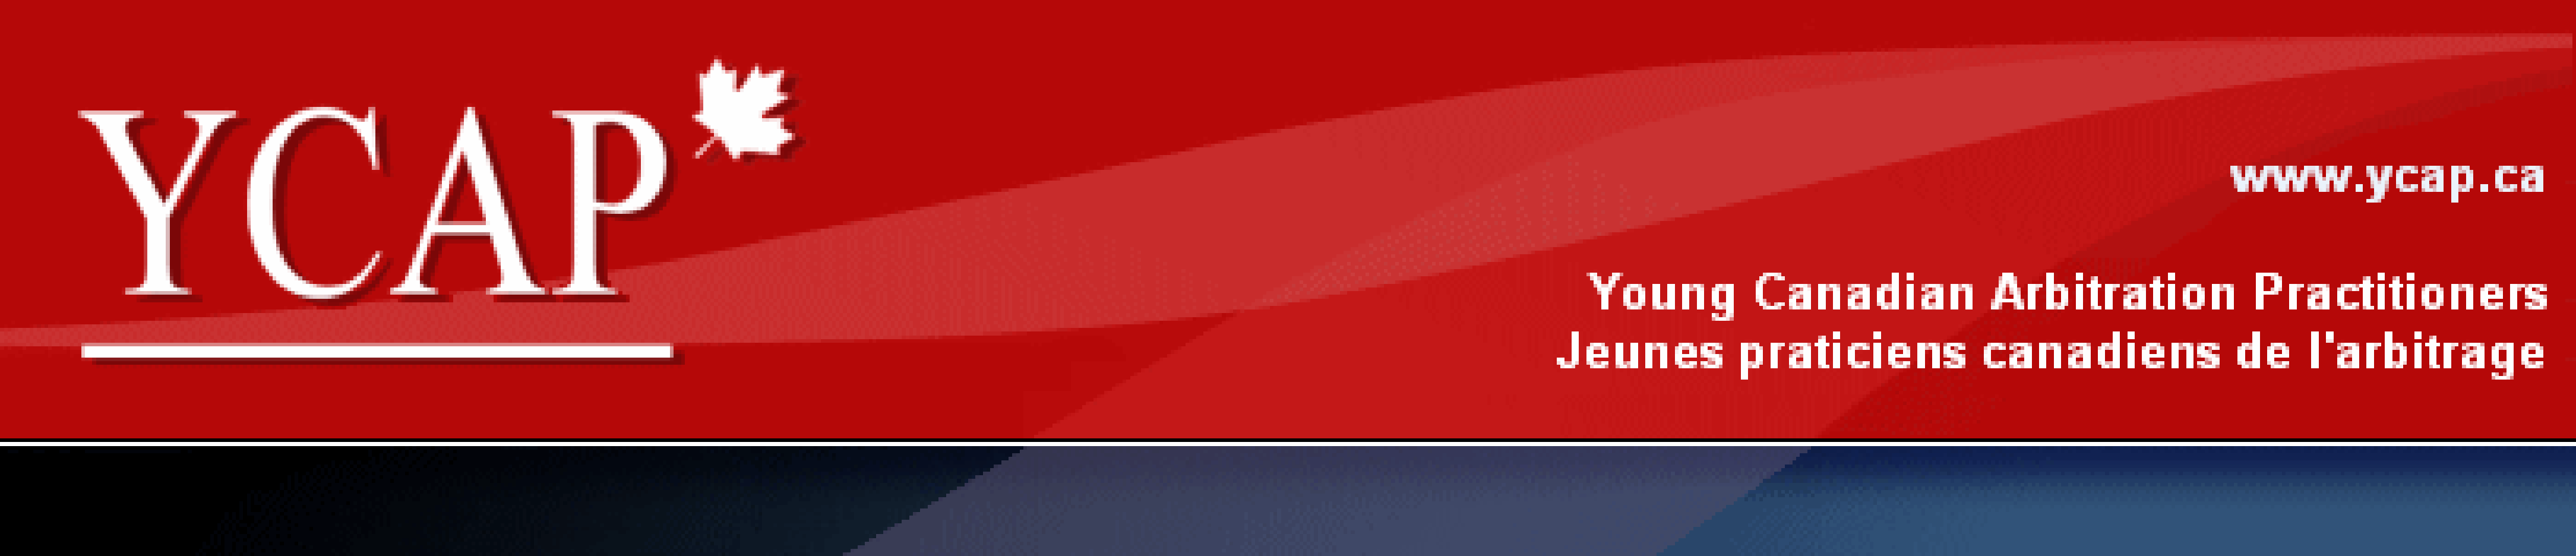 YCAP
www.ycap.ca
Young Canadian Arbitration Practitioners
Jeunes praticiens canadiens de l'arbitrage